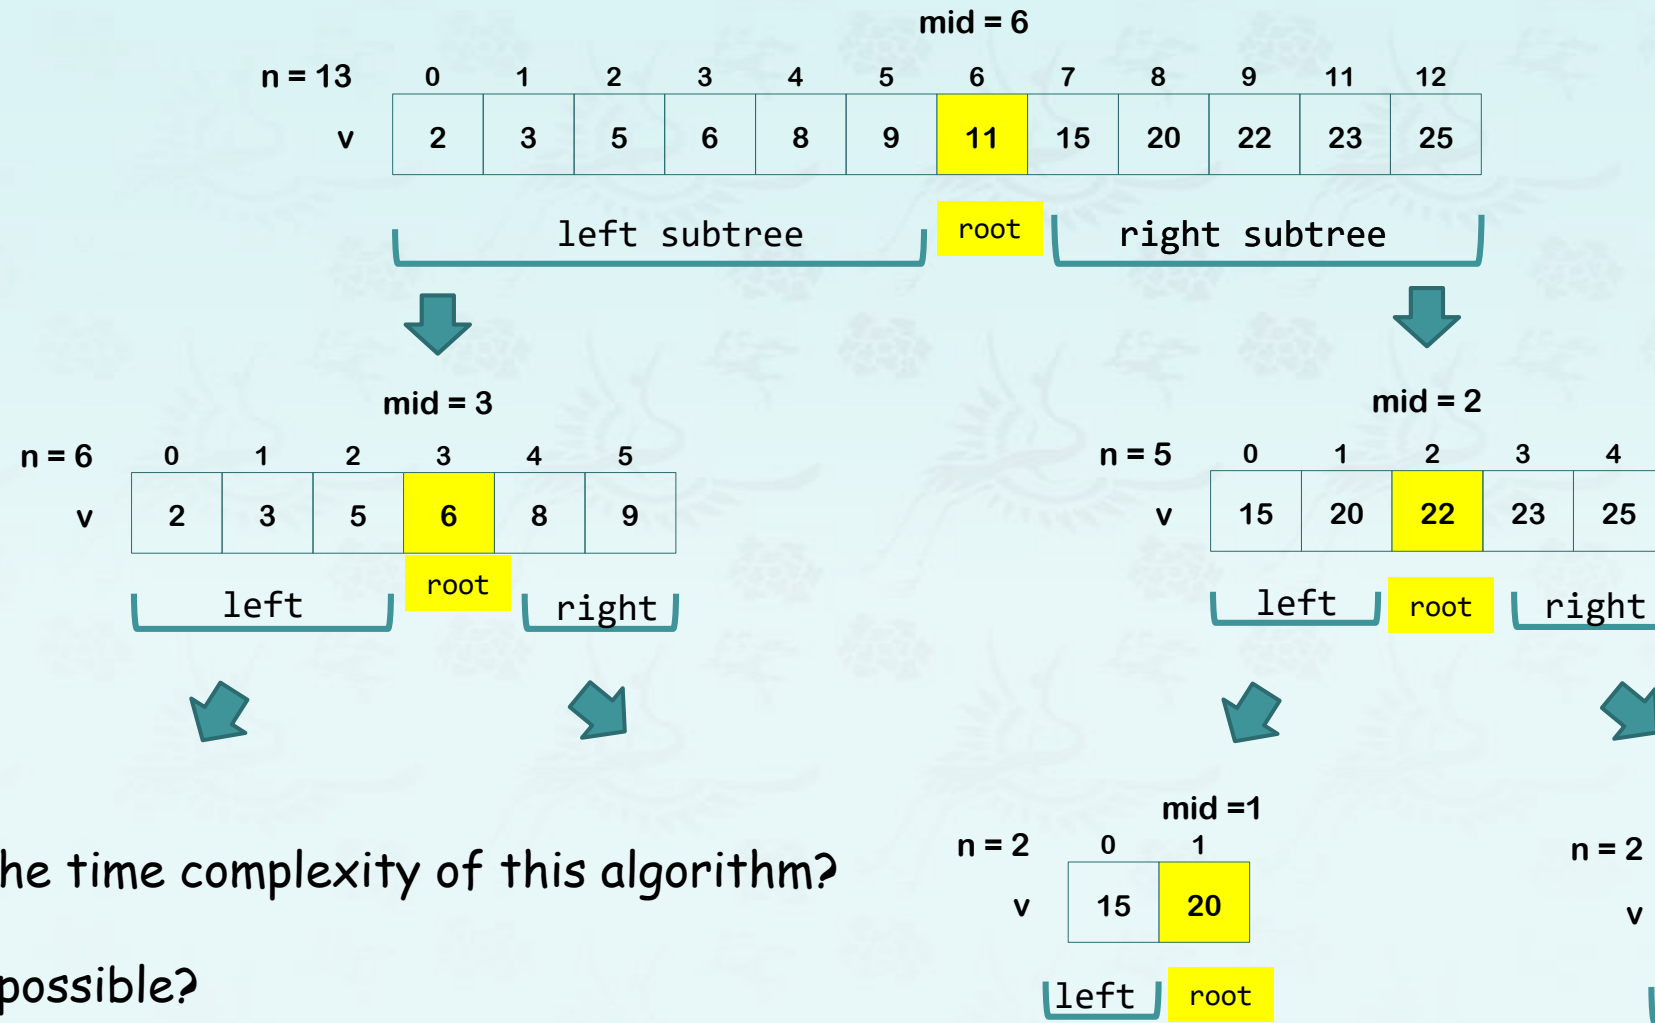 mid = 6
n = 13 0 1 2 3 4 5 6 7 8 9 11 12
v 2 3 5 6 8 9 11 15 20 22 23 25
left subtree root right subtree
mid = 3 mid = 2
n = 6 0 1 2 3 4 5 n = 5 0 1 2 3 4
v 2 3 5 6 8 9 v 15 20 22 23 25
left root right left root right
mid =1
he time complexity of this algorithm? n = 2 0 1 n = 2
v 15 20 v
possible? left root